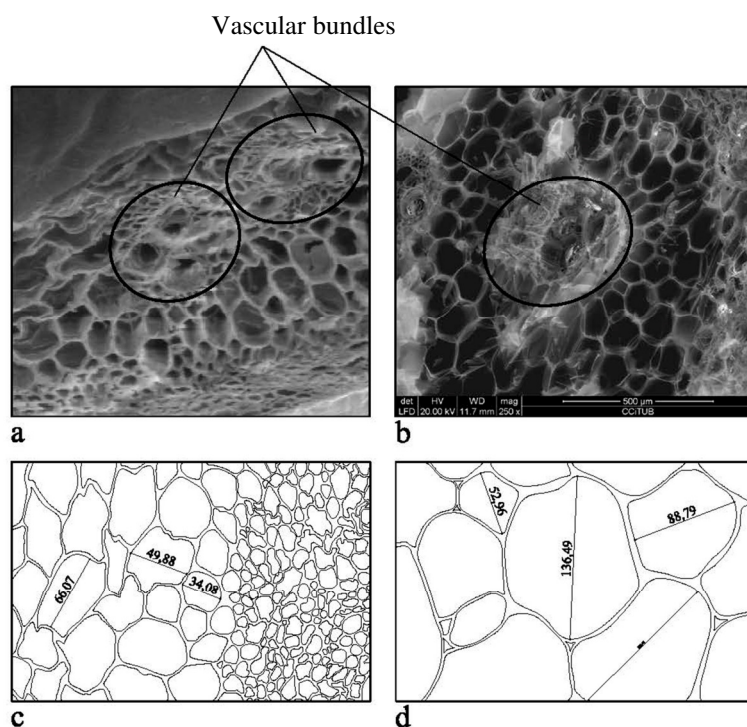 Vascular bundles
a
b
det HV WD mag
LFD 20.00 kV 11.7 mm 250 x
500 µm
CCiTUB
66,07
49,88
34,08
52,96
136,49
88,79
c
d